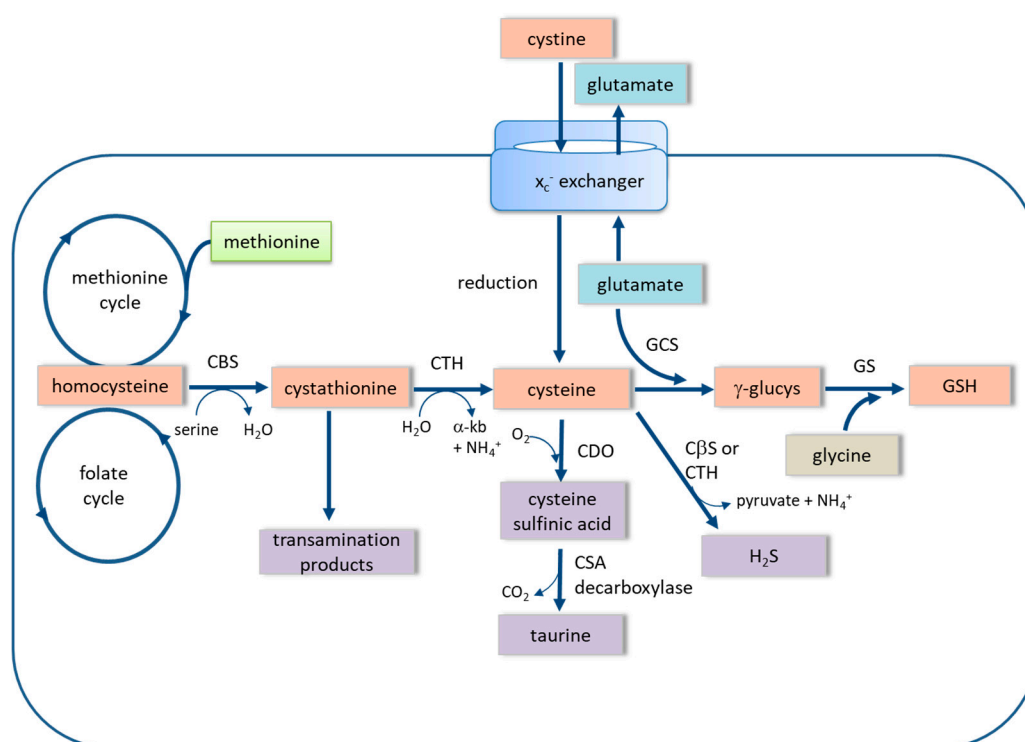 cystine
glutamate
x_c^- exchanger
methionine
methionine
cycle
reduction
glutamate
GCS
CBS
CTH
GS
homocysteine
cystathionine
cysteine
γ-glucys
GSH
serine
H₂O
H₂O
α-kb
+ NH₄⁺
O₂
CDO
CβS or
CTH
glycine
folate
cycle
cysteine
sulfinic acid
pyruvate + NH₄⁺
transamination
products
H₂S
CSA
decarboxylase
CO₂
taurine